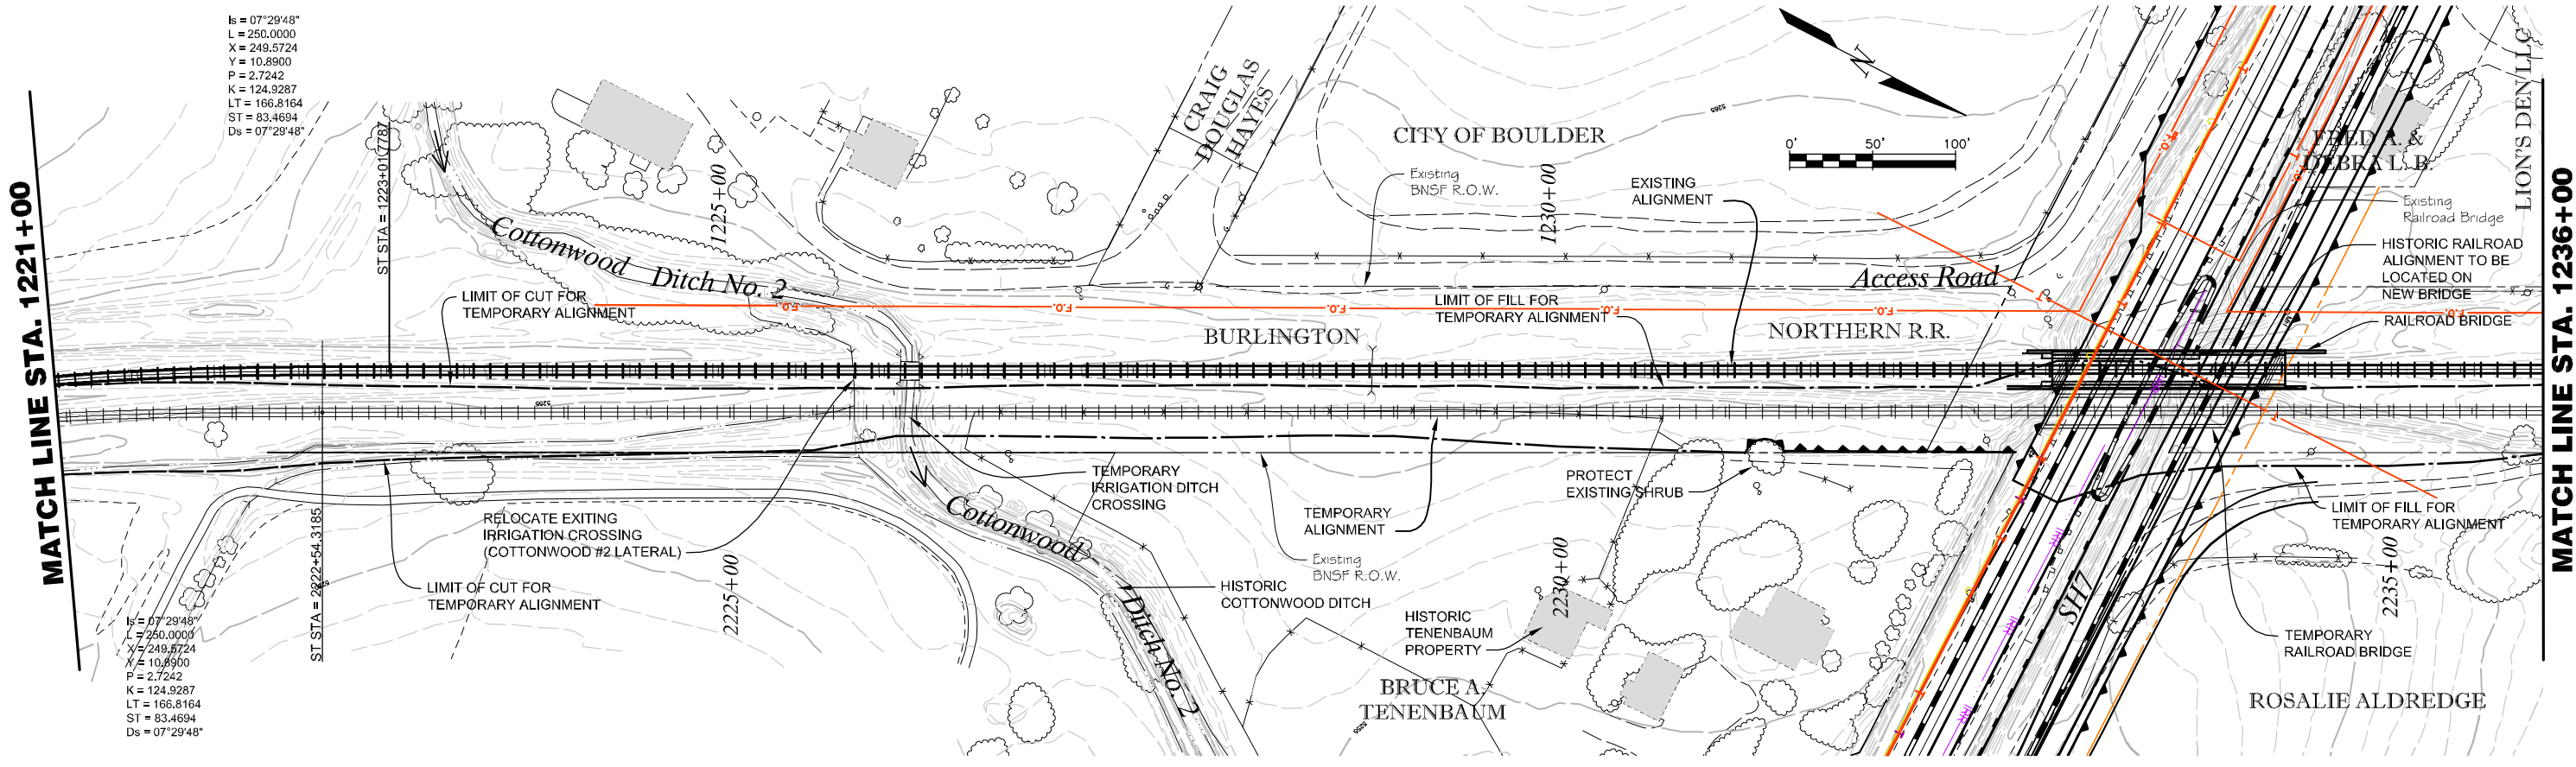 Is = 07°29'48"
L = 250.0000
X = 249.5724
Y = 10.8900
P = 2.7242
K = 124.9287
LT = 166.8164
ST = 83.4694
Ds = 07°29'48"
MATCH LINE STA. 1221+00
ST STA = 1223+01.7787
Cottonwood Ditch No. 2
1225+00
CRAIG
DOUGLAS
HAYES
CITY OF BOULDER
Existing
BNSF R.O.W.
1230+00
EXISTING
ALIGNMENT
N
0' 50' 100'
5265
FRED A. &
DEBRA L. B.
LION'S DEN LLC
Existing
Railroad Bridge
HISTORIC RAILROAD
ALIGNMENT TO BE
LOCATED ON
NEW BRIDGE
RAILROAD BRIDGE
MATCH LINE STA. 1236+00
LIMIT OF CUT FOR
TEMPORARY ALIGNMENT
F.O.
F.O.
F.O.
F.O.
F.O.
F.O.
F.O.
F.O.
LIMIT OF FILL FOR
TEMPORARY ALIGNMENT
Access Road
BURLINGTON
NORTHERN R.R.
T
T
T
T
T
T
RELOCATE EXITING
IRRIGATION CROSSING
(COTTONWOOD #2 LATERAL)
LIMIT OF CUT FOR
TEMPORARY ALIGNMENT
ST STA = 2222+54.3185
2225+00
TEMPORARY
IRRIGATION DITCH
CROSSING
Cottonwood
Ditch No. 2
HISTORIC
COTTONWOOD DITCH
TEMPORARY
ALIGNMENT
Existing
BNSF R.O.W.
PROTECT
EXISTING SHRUB
2230+00
HISTORIC
TENENBAUM
PROPERTY
BRUCE A.
TENENBAUM
SH7
IRR
IRR
IRR
IRR
LIMIT OF FILL FOR
TEMPORARY ALIGNMENT
2235+00
TEMPORARY
RAILROAD BRIDGE
ROSALIE ALDREDGE
Is = 07°29'48"
L = 250.0000
X = 249.5724
Y = 10.8900
P = 2.7242
K = 124.9287
LT = 166.8164
ST = 83.4694
Ds = 07°29'48"